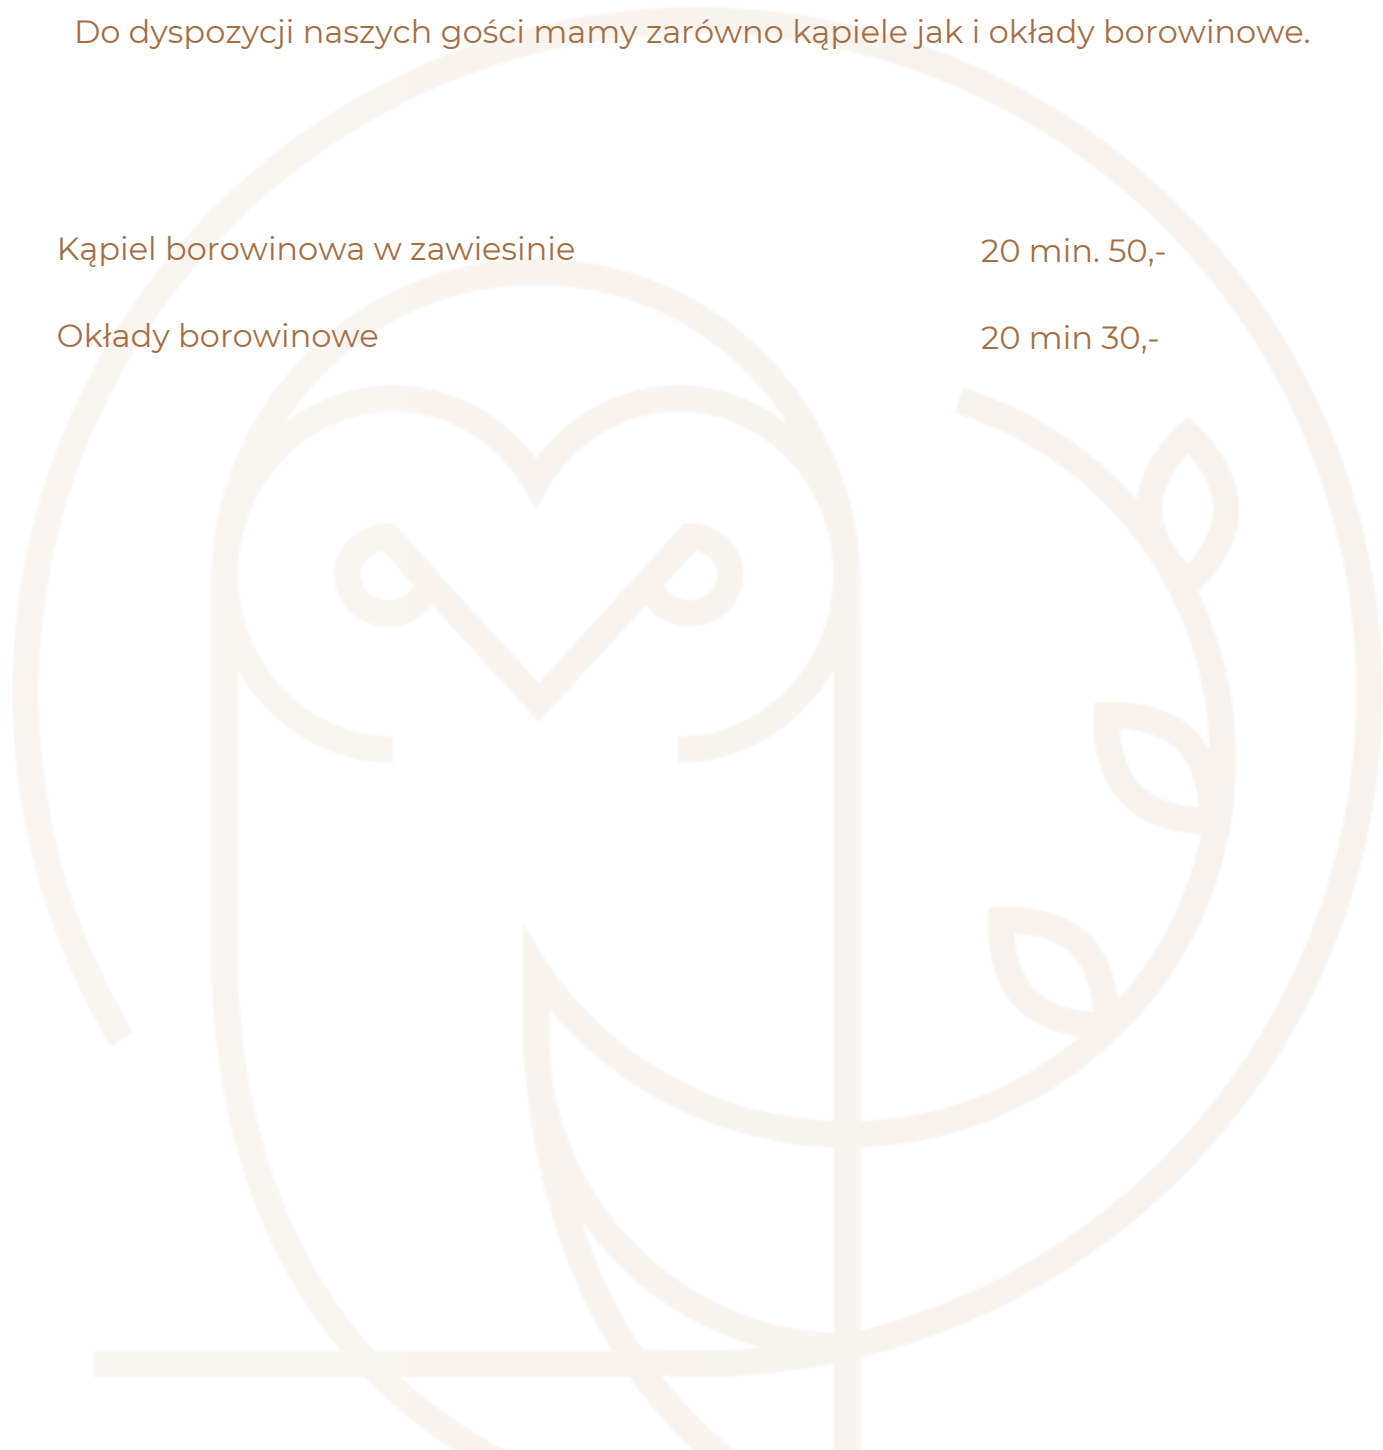 Do dyspozycji naszych gości mamy zarówno kąpiele jak i okłady borowinowe.
Kąpiel borowinowa w zawiesinie 20 min. 50,-
Okłady borowinowe 20 min 30,-